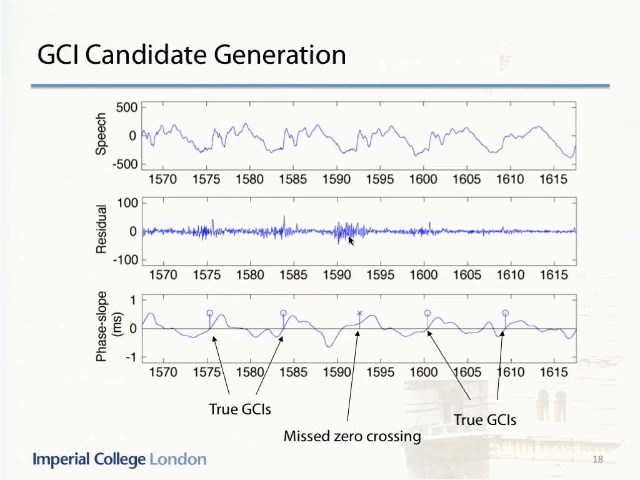 GCI Candidate Generation
Speech
500
0
-500
1570 1575 1580 1585 1590 1595 1600 1605 1610 1615
Residual
100
0
-100
1570 1575 1580 1585 1590 1595 1600 1605 1610 1615
Phase-slope
(ms)
1
0
-1
1570 1575 1580 1585 1590 1595 1600 1605 1610 1615
True GCIs
True GCIs
Missed zero crossing
Imperial College London
18